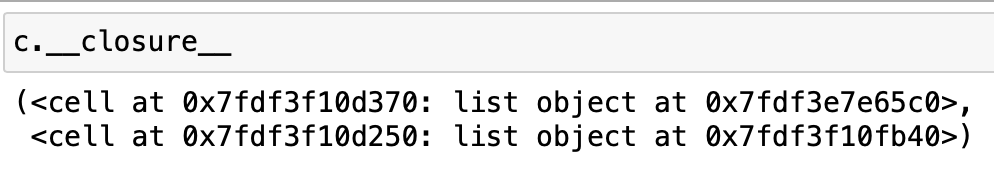 c.__closure__
(<cell at 0x7fdf3f10d370: list object at 0x7fdf3e7e65c0>,
 <cell at 0x7fdf3f10d250: list object at 0x7fdf3f10fb40>)